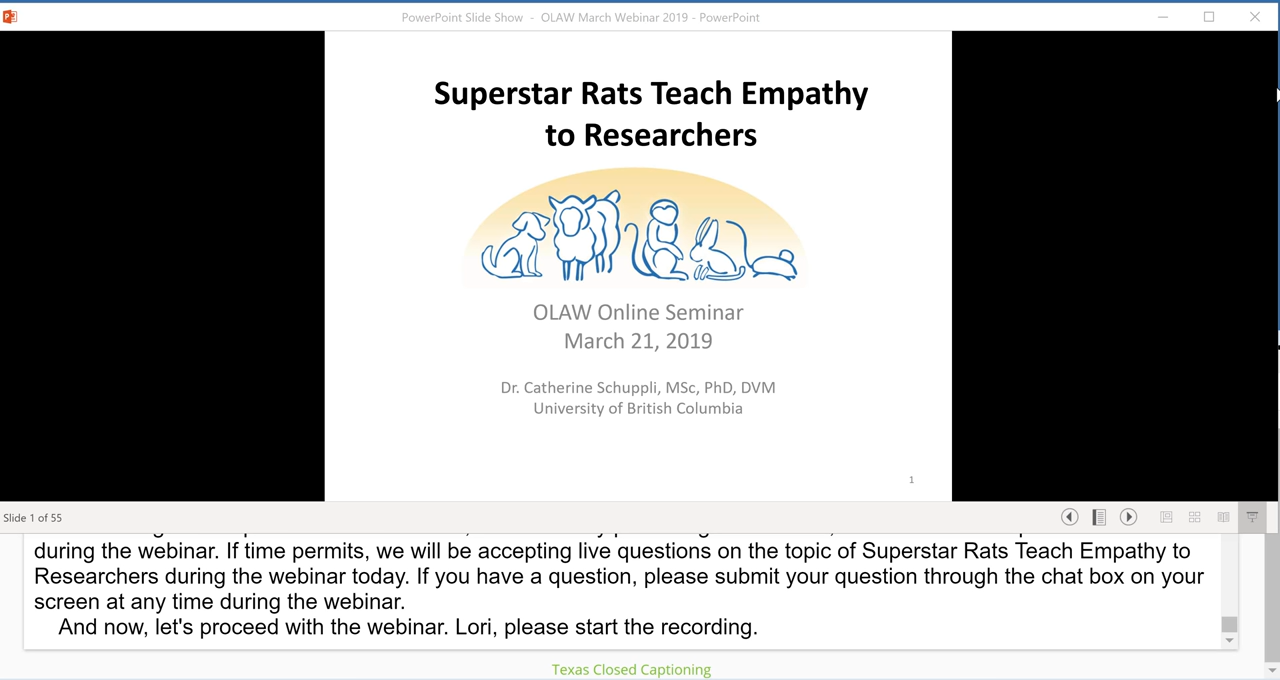 PowerPoint Slide Show - OLAW March Webinar 2019 - PowerPoint
Superstar Rats Teach Empathy
to Researchers
OLAW Online Seminar
March 21, 2019
Dr. Catherine Schuppli, MSc, PhD, DVM
University of British Columbia
1
Slide 1 of 55
during the webinar. If time permits, we will be accepting live questions on the topic of Superstar Rats Teach Empathy to
Researchers during the webinar today. If you have a question, please submit your question through the chat box on your
screen at any time during the webinar.
And now, let's proceed with the webinar. Lori, please start the recording.
Texas Closed Captioning